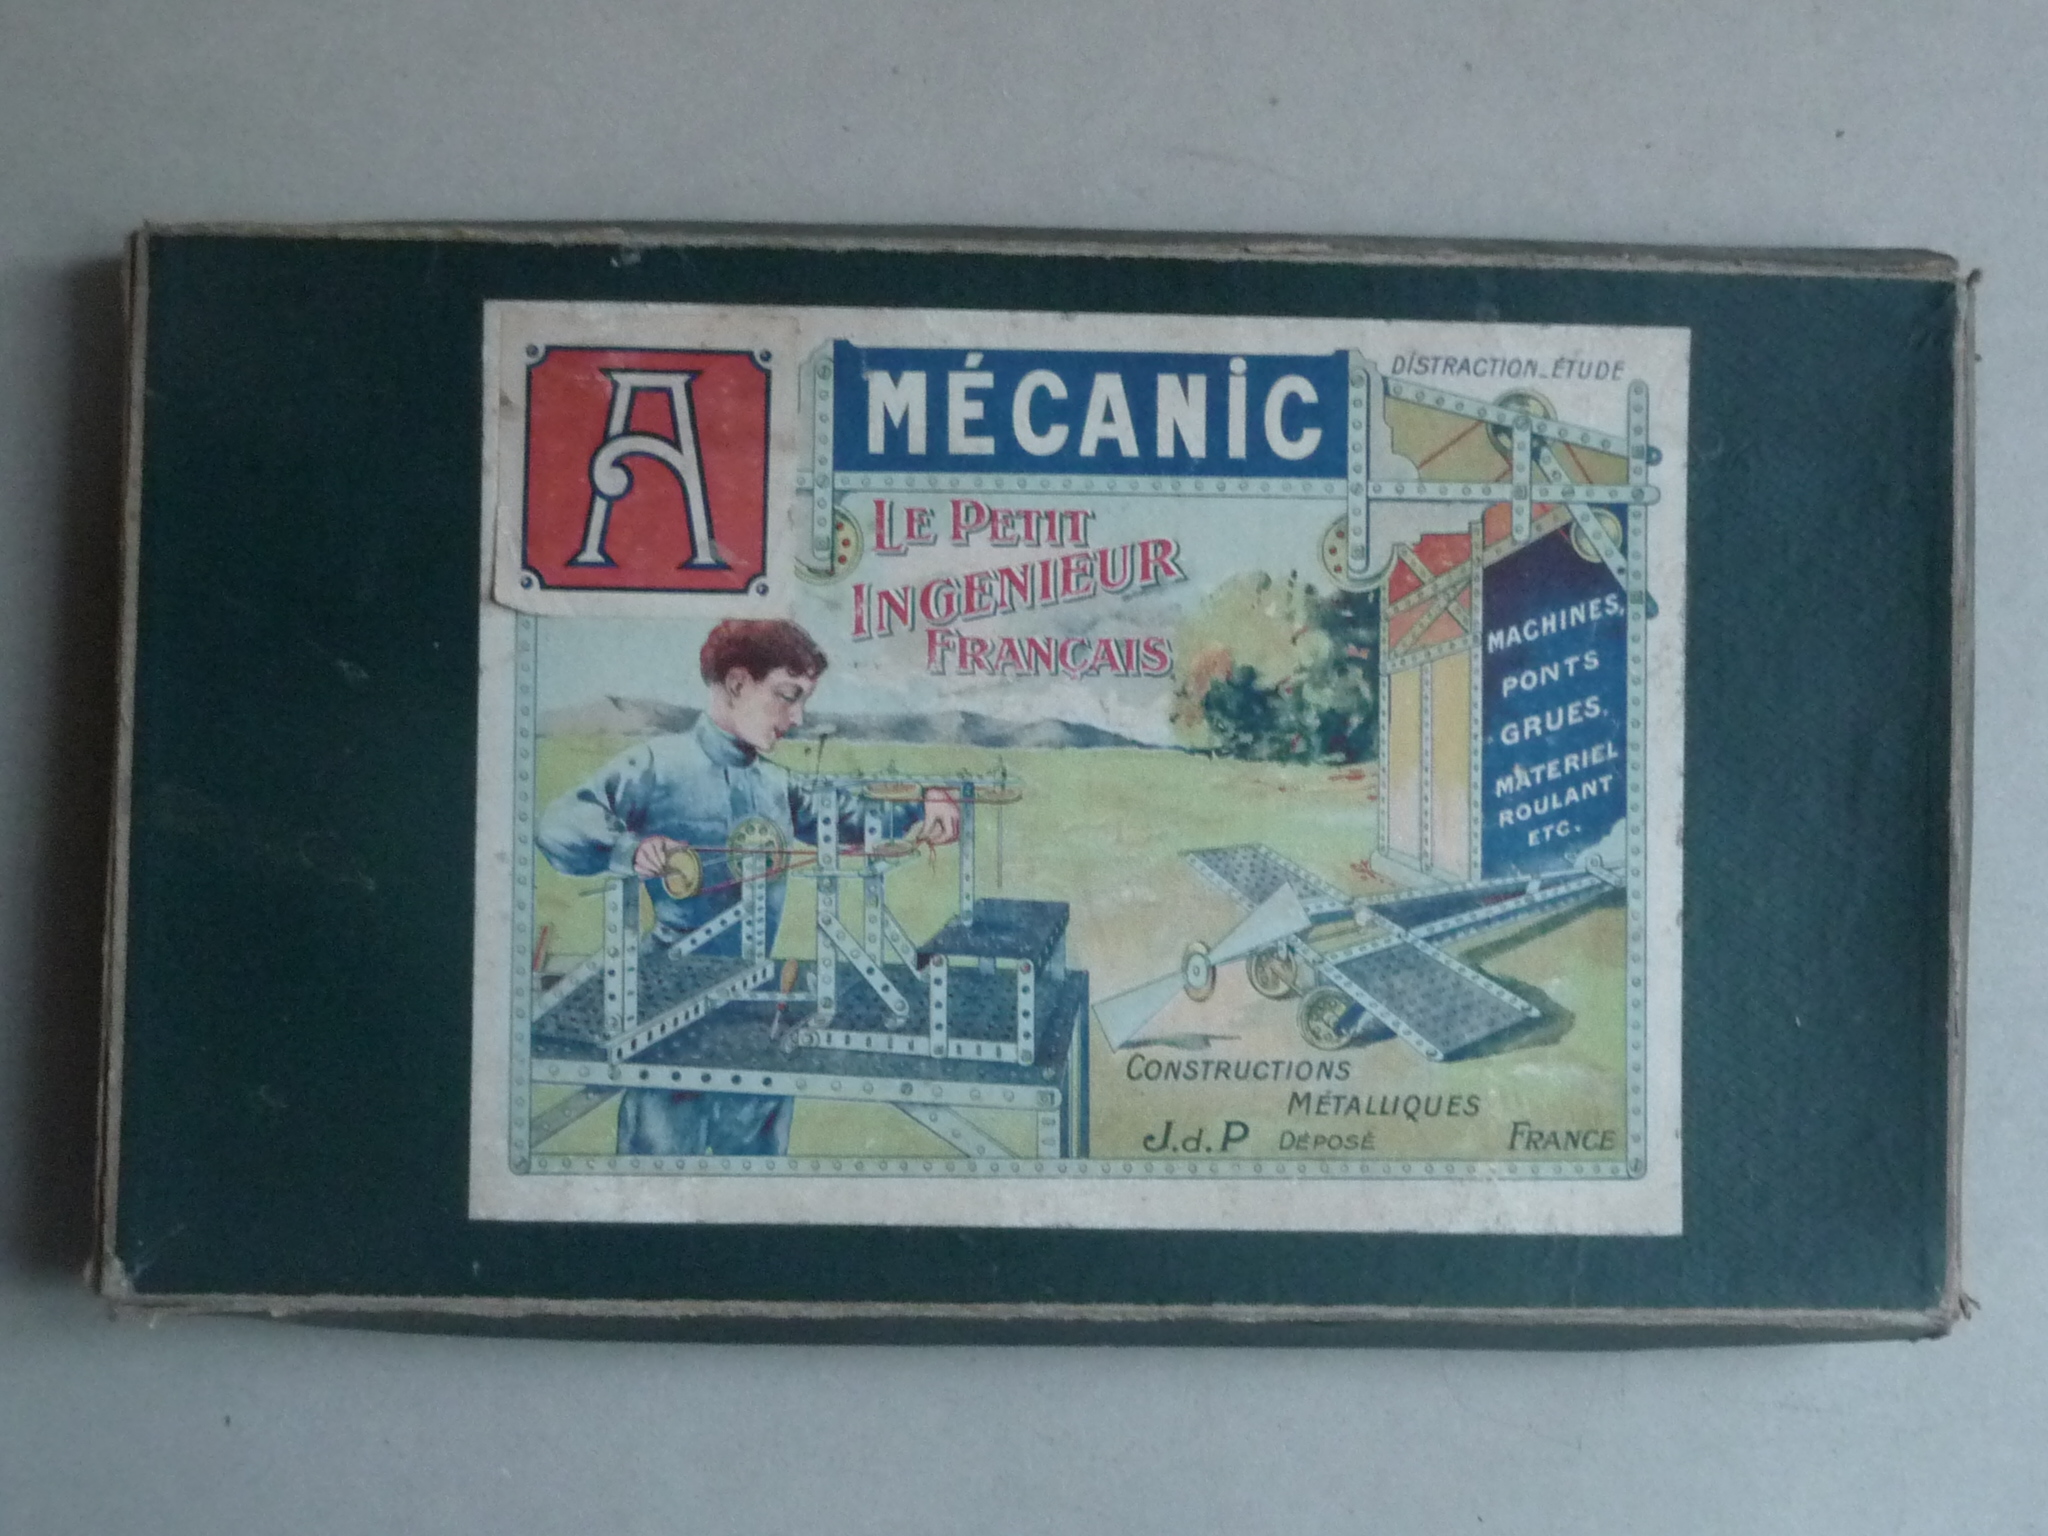 A
MÉCANIC
DISTRACTION_ÉTUDE
LE PETIT
INGENIEUR
FRANÇAIS
MACHINES,
PONTS
GRUES,
MATERIEL
ROULANT
ETC.
CONSTRUCTIONS
MÉTALLIQUES
J.d.P DÉPOSÉ FRANCE